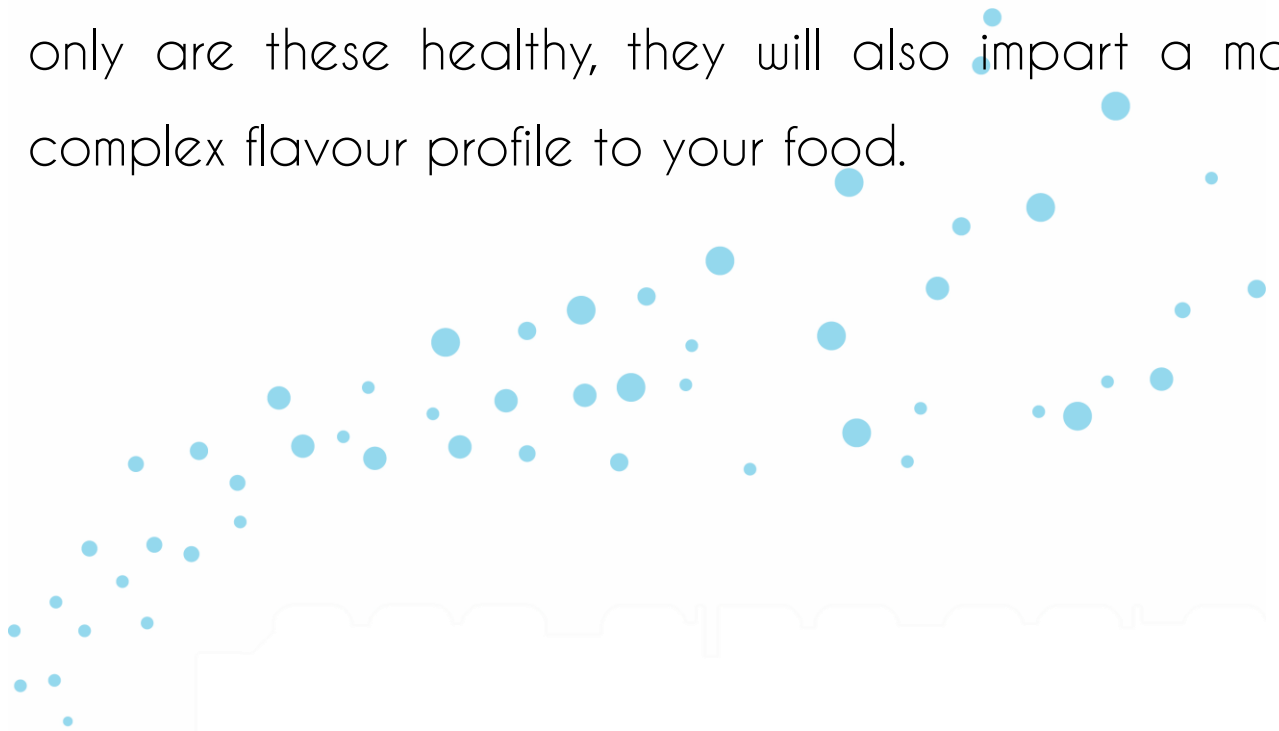 only are these healthy, they will also impart a
complex flavour profile to your food.